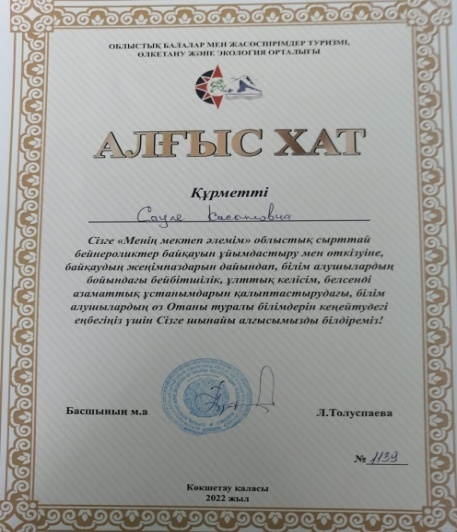 ОБЛЫСТЫҚ БАЛАЛАР МЕН ЖАСӨСПІРІМДЕР ТУРИЗМІ,
ӨЛКЕТАНУ ЖӘНЕ ЭКОЛОГИЯ ОРТАЛЫҒЫ
АЛҒЫС ХАТ
Құрметті
Сауле
Сізге «Менің мектеп әлемім» облыстық сырттай
бейнероликтер байқауын ұйымдастыру мен өткізуіне,
байқаудың жеңімпаздарын дайындап, білім алушылардың
бойындағы бейбітшілік, ұлттық келісім, белсенді
азаматтық ұстанымдарын қалыптастырудағы, білім
алушылардың өз Отаны туралы білімдерін кеңейтудегі
еңбегіңіз үшін Сізге шынайы алғысымызды білдіреміз!
Басшының м.а Л.Толуспаева
№ 1139
Көкшетау қаласы
2022 жыл